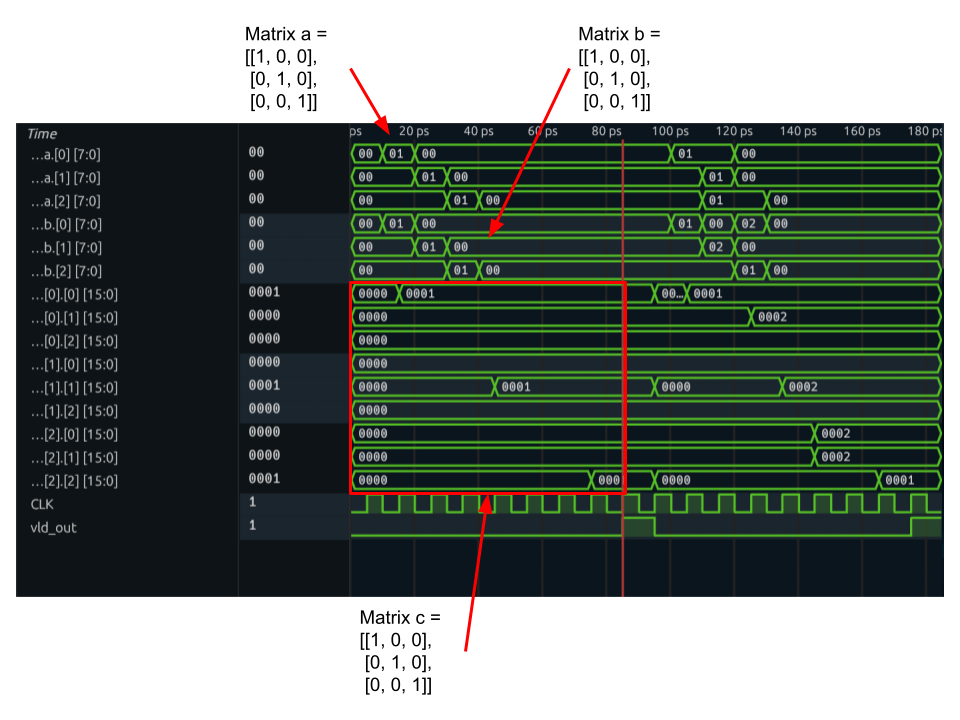 Matrix a =
[[1, 0, 0],
[0, 1, 0],
[0, 0, 1]]
Matrix b =
[[1, 0, 0],
[0, 1, 0],
[0, 0, 1]]
Time ps 20 ps 40 ps 60 ps 80 ps 100 ps 120 ps 140 ps 160 ps 180 ps
...a.[0] [7:0] 00 00 01 00 01 00
...a.[1] [7:0] 00 00 01 00 01 00
...a.[2] [7:0] 00 00 01 00 01 00
...b.[0] [7:0] 00 00 01 00 01 00 02 00
...b.[1] [7:0] 00 00 01 00 02 00
...b.[2] [7:0] 00 00 01 00 01 00
...[0].[0] [15:0] 0001 0000 0001 00... 0001
...[0].[1] [15:0] 0000 0000 0002
...[0].[2] [15:0] 0000 0000
...[1].[0] [15:0] 0000 0000
...[1].[1] [15:0] 0001 0000 0001 0000 0002
...[1].[2] [15:0] 0000 0000
...[2].[0] [15:0] 0000 0000 0002
...[2].[1] [15:0] 0000 0000 0002
...[2].[2] [15:0] 0001 0000 000 0000 0001
CLK 1
vld_out 1
Matrix c =
[[1, 0, 0],
[0, 1, 0],
[0, 0, 1]]